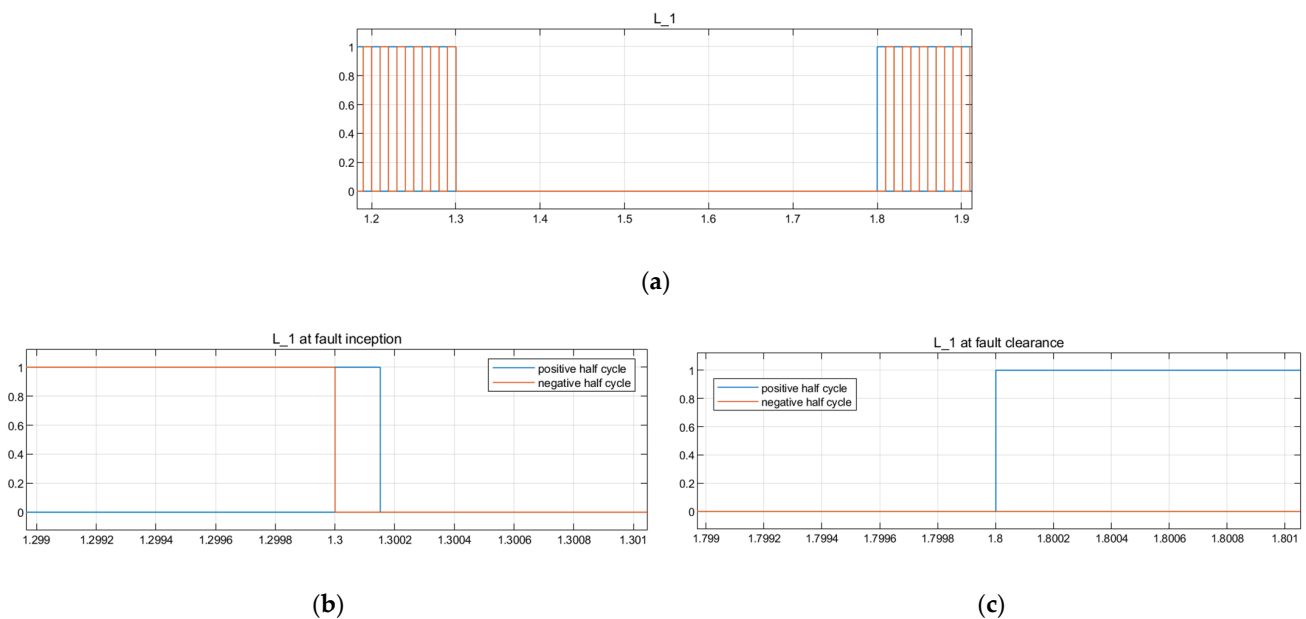 L_1
1
0.8
0.6
0.4
0.2
0
1.2 1.3 1.4 1.5 1.6 1.7 1.8 1.9
(a)
L_1 at fault inception
1
0.8
0.6
0.4
0.2
0
positive half cycle
negative half cycle
1.299 1.2992 1.2994 1.2996 1.2998 1.3 1.3002 1.3004 1.3006 1.3008 1.301
(b)
L_1 at fault clearance
1
0.8
0.6
0.4
0.2
0
positive half cycle
negative half cycle
1.799 1.7992 1.7994 1.7996 1.7998 1.8 1.8002 1.8004 1.8006 1.8008 1.801
(c)